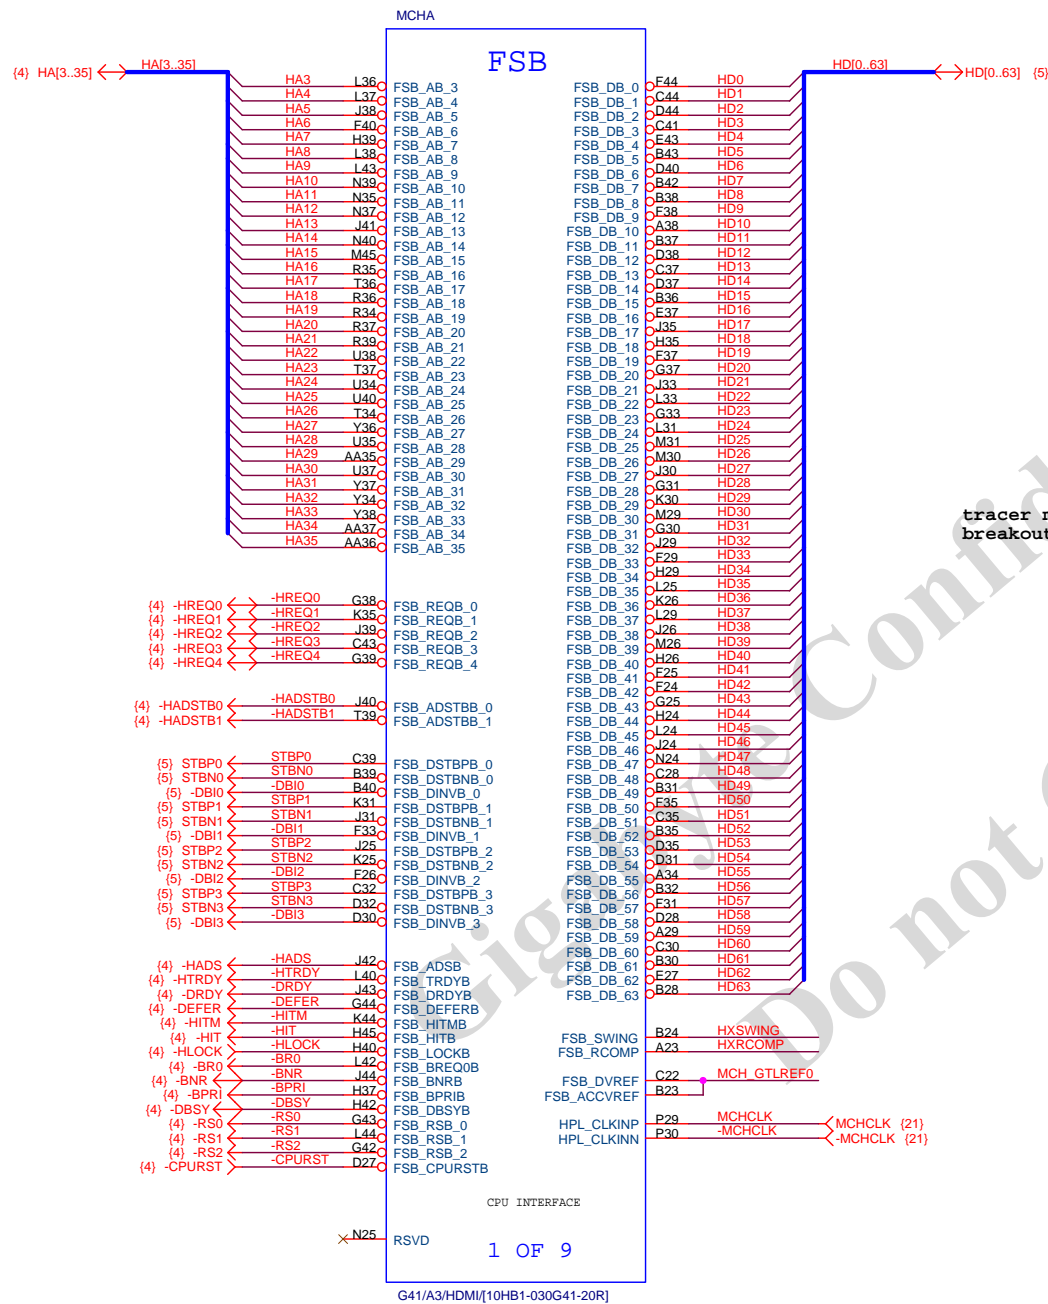 MCHA
FSB
{4} HA[3..35] HA[3..35] HD[0..63] HD[0..63] {5}
HA3 L36 FSB_AB_3 FSB_DB_0 F44 HD0
HA4 L37 FSB_AB_4 FSB_DB_1 C44 HD1
HA5 J38 FSB_AB_5 FSB_DB_2 D44 HD2
HA6 F40 FSB_AB_6 FSB_DB_3 C41 HD3
HA7 H39 FSB_AB_7 FSB_DB_4 E43 HD4
HA8 L38 FSB_AB_8 FSB_DB_5 B43 HD5
HA9 L43 FSB_AB_9 FSB_DB_6 D40 HD6
HA10 N39 FSB_AB_10 FSB_DB_7 B42 HD7
HA11 N35 FSB_AB_11 FSB_DB_8 B38 HD8
HA12 N37 FSB_AB_12 FSB_DB_9 F38 HD9
HA13 J41 FSB_AB_13 FSB_DB_10 A38 HD10
HA14 N40 FSB_AB_14 FSB_DB_11 B37 HD11
HA15 M45 FSB_AB_15 FSB_DB_12 D38 HD12
HA16 R35 FSB_AB_16 FSB_DB_13 C37 HD13
HA17 T36 FSB_AB_17 FSB_DB_14 D37 HD14
HA18 R36 FSB_AB_18 FSB_DB_15 B36 HD15
HA19 R34 FSB_AB_19 FSB_DB_16 E37 HD16
HA20 R37 FSB_AB_20 FSB_DB_17 J35 HD17
HA21 R39 FSB_AB_21 FSB_DB_18 H35 HD18
HA22 U38 FSB_AB_22 FSB_DB_19 F37 HD19
HA23 T37 FSB_AB_23 FSB_DB_20 G37 HD20
HA24 U34 FSB_AB_24 FSB_DB_21 J33 HD21
HA25 U40 FSB_AB_25 FSB_DB_22 L33 HD22
HA26 T34 FSB_AB_26 FSB_DB_23 G33 HD23
HA27 Y36 FSB_AB_27 FSB_DB_24 L31 HD24
HA28 U35 FSB_AB_28 FSB_DB_25 M31 HD25
HA29 AA35 FSB_AB_29 FSB_DB_26 M30 HD26
HA30 U37 FSB_AB_30 FSB_DB_27 J30 HD27
HA31 Y37 FSB_AB_31 FSB_DB_28 G31 HD28
HA32 Y34 FSB_AB_32 FSB_DB_29 K30 HD29
HA33 Y38 FSB_AB_33 FSB_DB_30 M29 HD30
HA34 AA37 FSB_AB_34 FSB_DB_31 G30 HD31
HA35 AA36 FSB_AB_35 FSB_DB_32 J29 HD32
tracer
breakout
FSB_DB_33 F29 HD33
FSB_DB_34 H29 HD34
FSB_DB_35 L25 HD35
{4} -HREQ0 -HREQ0 G38 FSB_REQB_0 FSB_DB_36 K26 HD36
{4} -HREQ1 -HREQ1 K35 FSB_REQB_1 FSB_DB_37 L29 HD37
{4} -HREQ2 -HREQ2 J39 FSB_REQB_2 FSB_DB_38 J26 HD38
{4} -HREQ3 -HREQ3 C43 FSB_REQB_3 FSB_DB_39 M26 HD39
{4} -HREQ4 -HREQ4 G39 FSB_REQB_4 FSB_DB_40 H26 HD40
FSB_DB_41 F25 HD41
FSB_DB_42 F24 HD42
{4} -HADSTB0 -HADSTB0 J40 FSB_ADSTBB_0 FSB_DB_43 G25 HD43
{4} -HADSTB1 -HADSTB1 T39 FSB_ADSTBB_1 FSB_DB_44 H24 HD44
FSB_DB_45 L24 HD45
FSB_DB_46 J24 HD46
{5} STBP0 STBP0 C39 FSB_DSTBPB_0 FSB_DB_47 N24 HD47
{5} STBN0 STBN0 B39 FSB_DSTBNB_0 FSB_DB_48 C28 HD48
{5} -DBI0 -DBI0 B40 FSB_DINVB_0 FSB_DB_49 B31 HD49
{5} STBP1 STBP1 K31 FSB_DSTBPB_1 FSB_DB_50 F35 HD50
{5} STBN1 STBN1 J31 FSB_DSTBNB_1 FSB_DB_51 C35 HD51
{5} -DBI1 -DBI1 F33 FSB_DINVB_1 FSB_DB_52 B35 HD52
{5} STBP2 STBP2 J25 FSB_DSTBPB_2 FSB_DB_53 D35 HD53
{5} STBN2 STBN2 K25 FSB_DSTBNB_2 FSB_DB_54 D31 HD54
{5} -DBI2 -DBI2 F26 FSB_DINVB_2 FSB_DB_55 A34 HD55
{5} STBP3 STBP3 C32 FSB_DSTBPB_3 FSB_DB_56 B32 HD56
{5} STBN3 STBN3 D32 FSB_DSTBNB_3 FSB_DB_57 F31 HD57
{5} -DBI3 -DBI3 D30 FSB_DINVB_3 FSB_DB_58 D28 HD58
FSB_DB_59 A29 HD59
FSB_DB_60 C30 HD60
{4} -HADS -HADS J42 FSB_ADSB FSB_DB_61 B30 HD61
{4} -HTRDY -HTRDY L40 FSB_TRDYB FSB_DB_62 E27 HD62
{4} -DRDY -DRDY J43 FSB_DRDYB FSB_DB_63 B28 HD63
{4} -DEFER -DEFER G44 FSB_DEFERB
{4} -HITM -HITM K44 FSB_HITMB
{4} -HIT -HIT H45 FSB_HITB FSB_SWING B24 HXSWING
{4} -HLOCK -HLOCK H40 FSB_LOCKB FSB_RCOMP A23 HXRCOMP
{4} -BR0 -BR0 L42 FSB_BREQ0B
{4} -BNR -BNR J44 FSB_BNRB FSB_DVREF C22 MCH_GTLREF0
{4} -BPRI -BPRI H37 FSB_BPRIB FSB_ACCVREF B23
{4} -DBSY -DBSY H42 FSB_DBSYB
{4} -RS0 -RS0 G43 FSB_RSB_0 HPL_CLKINP P29 MCHCLK MCHCLK {21}
{4} -RS1 -RS1 L44 FSB_RSB_1 HPL_CLKINN P30 -MCHCLK -MCHCLK {21}
{4} -RS2 -RS2 G42 FSB_RSB_2
{4} -CPURST -CPURST D27 FSB_CPURSTB
CPU INTERFACE
N25 RSVD
1 OF 9
G41/A3/HDMI/[10HB1-030G41-20R]
Gigabyte Confid
Do not